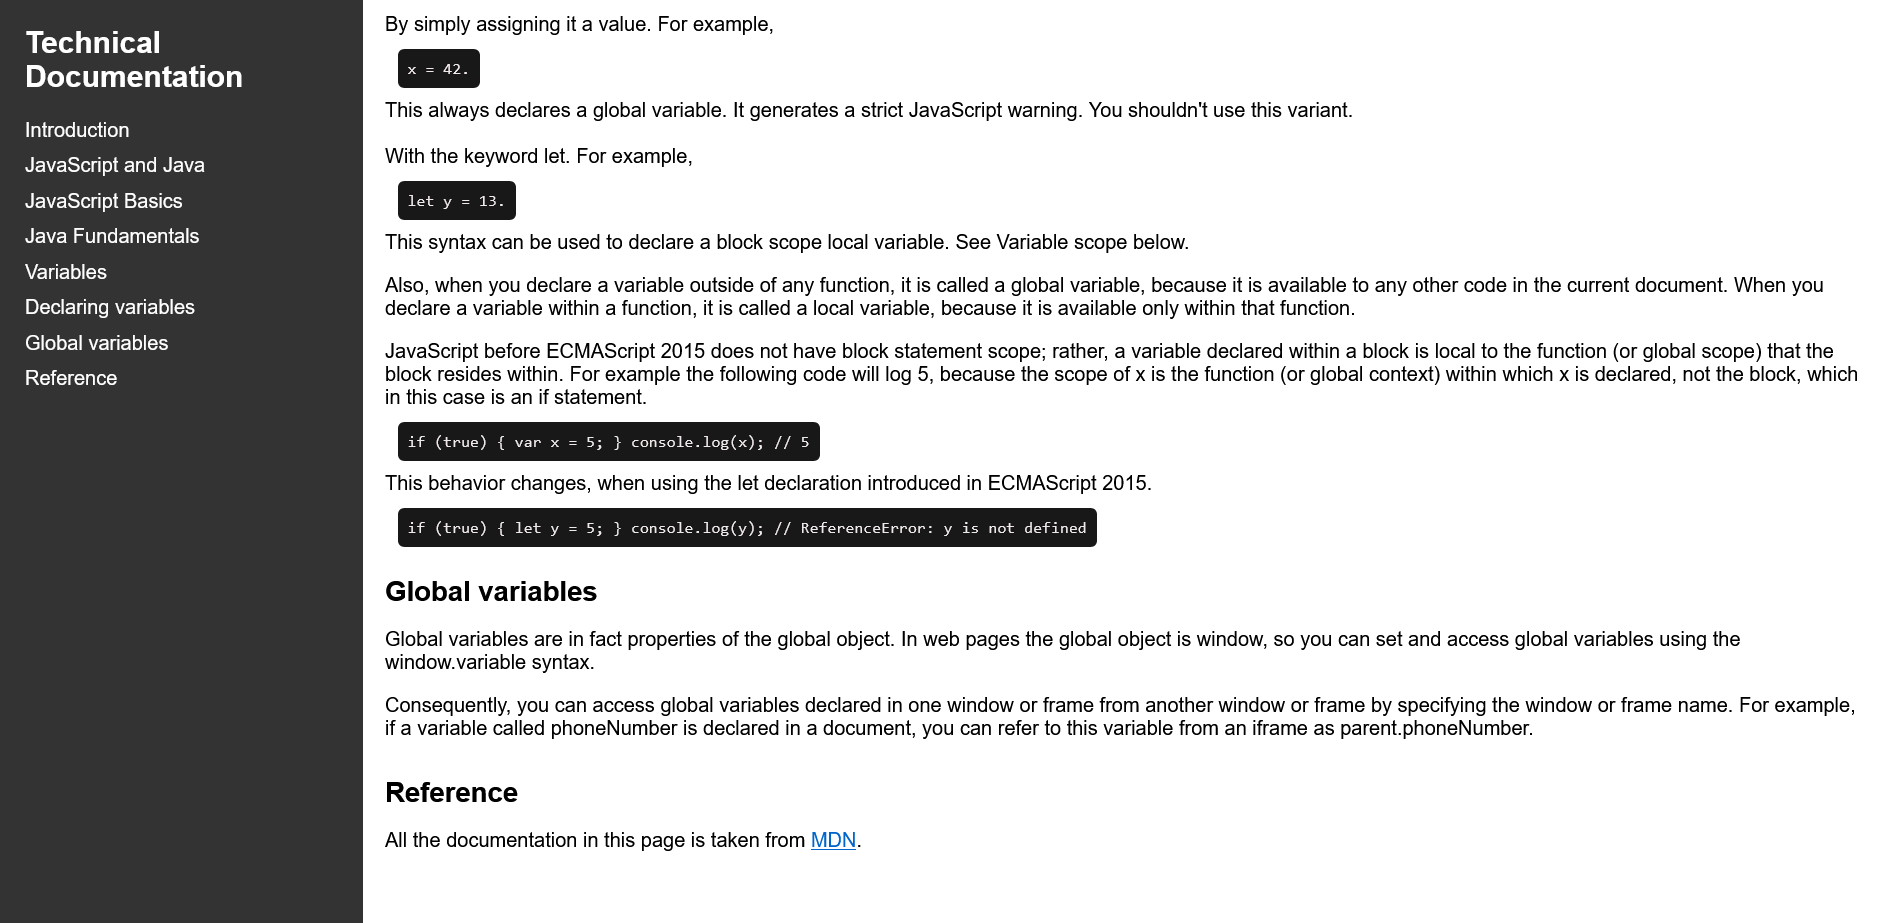 Technical
Documentation
Introduction
JavaScript and Java
JavaScript Basics
Java Fundamentals
Variables
Declaring variables
Global variables
Reference
By simply assigning it a value. For example,
x = 42.
This always declares a global variable. It generates a strict JavaScript warning. You shouldn't use this variant.
With the keyword let. For example,
let y = 13.
This syntax can be used to declare a block scope local variable. See Variable scope below.
Also, when you declare a variable outside of any function, it is called a global variable, because it is available to any other code in the current document. When you
declare a variable within a function, it is called a local variable, because it is available only within that function.
JavaScript before ECMAScript 2015 does not have block statement scope; rather, a variable declared within a block is local to the function (or global scope) that the
block resides within. For example the following code will log 5, because the scope of x is the function (or global context) within which x is declared, not the block, which
in this case is an if statement.
if (true) { var x = 5; } console.log(x); // 5
This behavior changes, when using the let declaration introduced in ECMAScript 2015.
if (true) { let y = 5; } console.log(y); // ReferenceError: y is not defined
Global variables
Global variables are in fact properties of the global object. In web pages the global object is window, so you can set and access global variables using the
window.variable syntax.
Consequently, you can access global variables declared in one window or frame from another window or frame by specifying the window or frame name. For example,
if a variable called phoneNumber is declared in a document, you can refer to this variable from an iframe as parent.phoneNumber.
Reference
All the documentation in this page is taken from MDN.